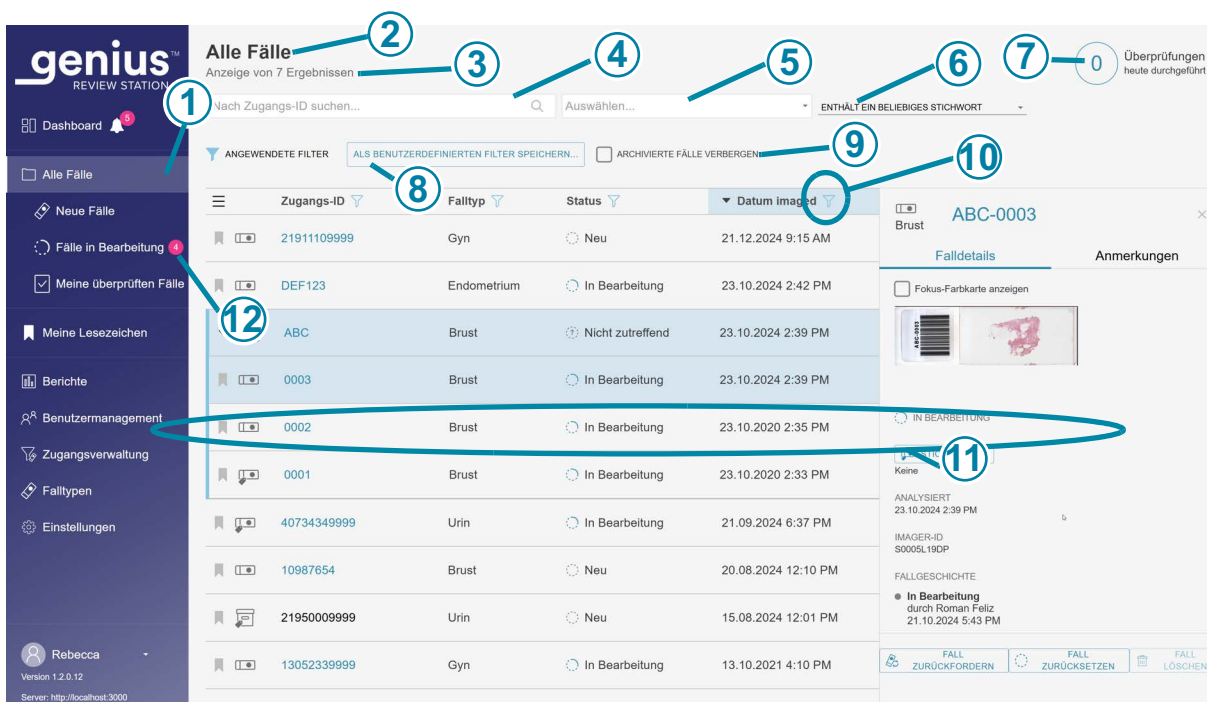 genius™
REVIEW STATION
Dashboard 5
Alle Fälle
Neue Fälle
Fälle in Bearbeitung 4
Meine überprüften Fälle
Meine Lesezeichen
Berichte
Benutzermanagement
Zugangsverwaltung
Falltypen
Einstellungen
Rebecca
Version 1.2.0.12
Server: http://localhost:3000
1
2
3
4
5
6
7
8
9
10
11
12
Alle Fälle
Anzeige von 7 Ergebnissen
Nach Zugangs-ID suchen...
Auswählen...
ENTHÄLT EIN BELIEBIGES STICHWORT
0 Überprüfungen
heute durchgeführt
ANGEWENDETE FILTER ALS BENUTZERDEFINIERTEN FILTER SPEICHERN... ARCHIVIERTE FÄLLE VERBERGEN
Zugangs-ID Falltyp Status Datum imaged
21911109999 Gyn Neu 21.12.2024 9:15 AM
DEF123 Endometrium In Bearbeitung 23.10.2024 2:42 PM
ABC Brust Nicht zutreffend 23.10.2024 2:39 PM
0003 Brust In Bearbeitung 23.10.2024 2:39 PM
0002 Brust In Bearbeitung 23.10.2020 2:35 PM
0001 Brust In Bearbeitung 23.10.2020 2:33 PM
40734349999 Urin In Bearbeitung 21.09.2024 6:37 PM
10987654 Brust Neu 20.08.2024 12:10 PM
21950009999 Urin Neu 15.08.2024 12:01 PM
13052339999 Gyn In Bearbeitung 13.10.2021 4:10 PM
Brust
ABC-0003
Falldetails Anmerkungen
Fokus-Farbkarte anzeigen
ABC-0003
IN BEARBEITUNG
Keine
ANALYSIERT
23.10.2024 2:39 PM
IMAGER-ID
S0005L19DP
FALLGESCHICHTE
In Bearbeitung
durch Roman Feliz
21.10.2024 5:43 PM
FALL
ZURÜCKFORDERN
FALL
ZURÜCKSETZEN
FALL
LÖSCHEN